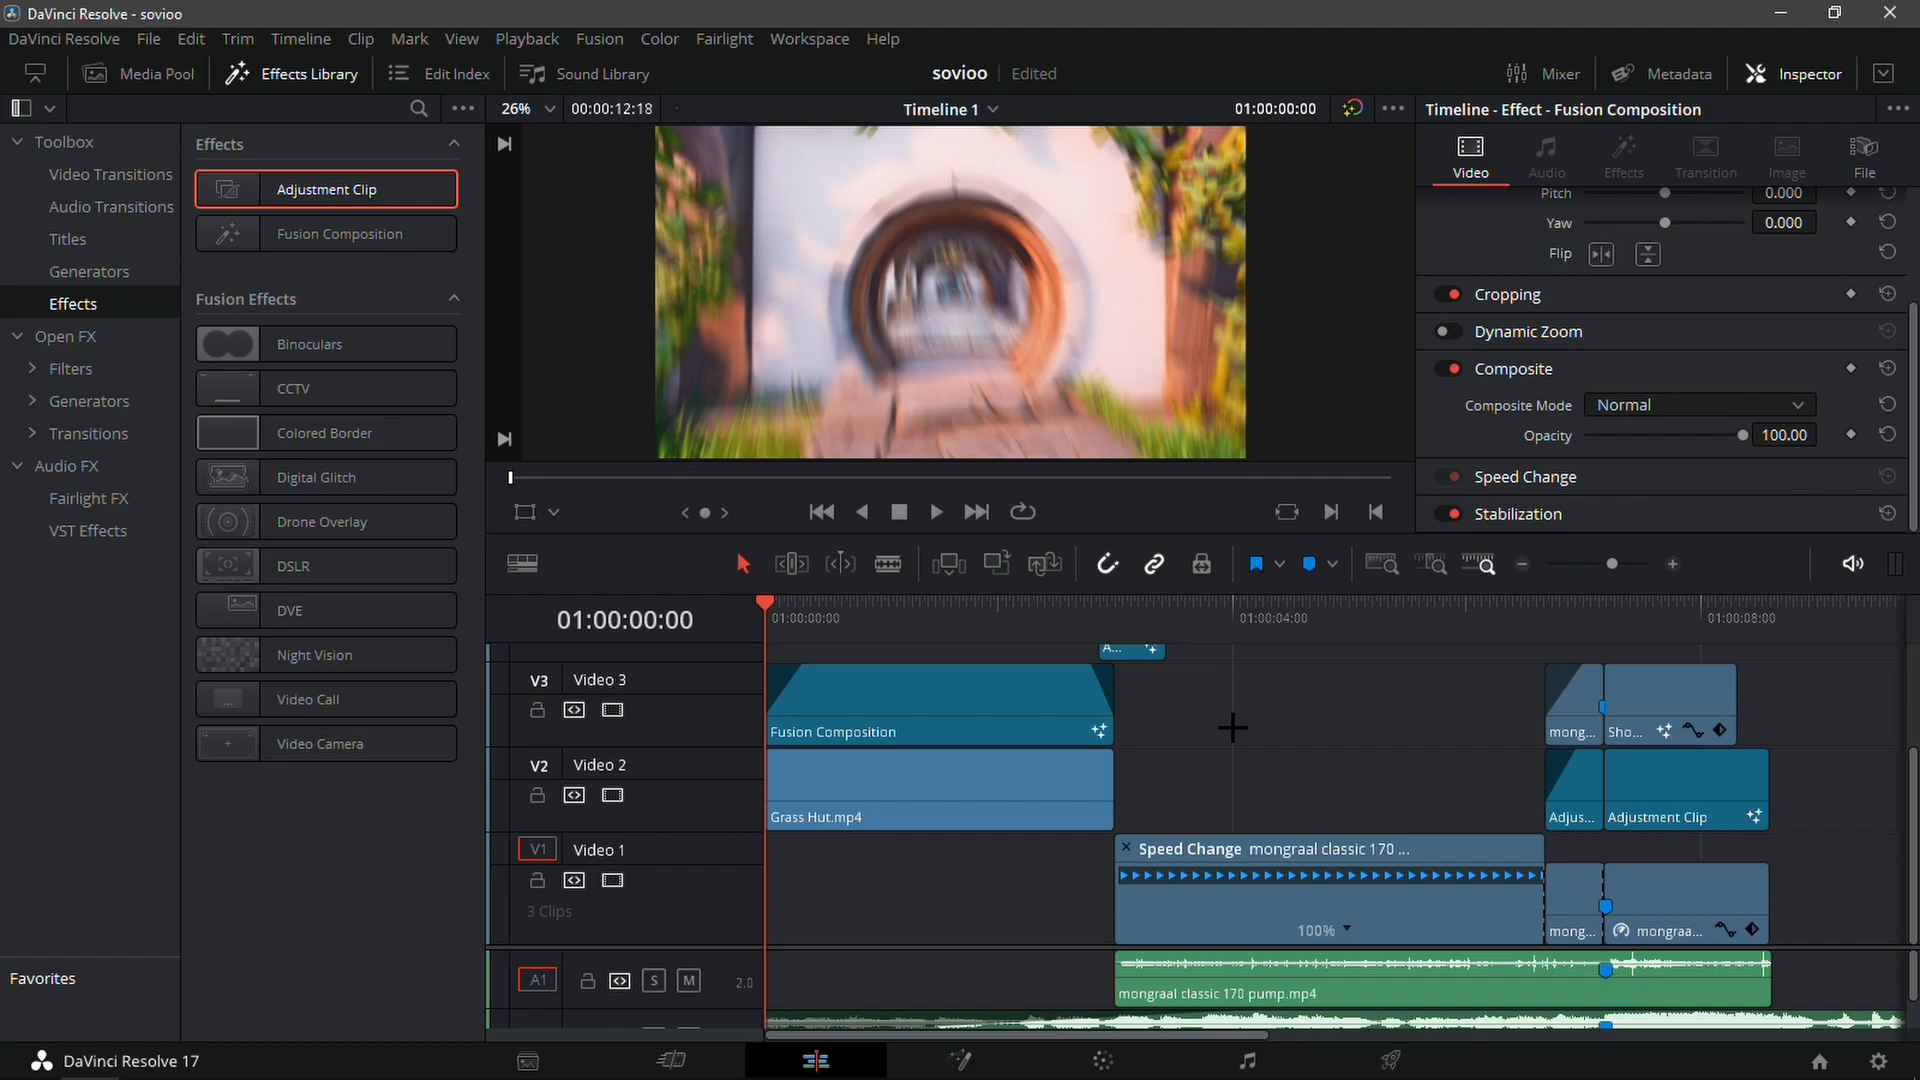 DaVinci Resolve - sovioo
DaVinci Resolve File Edit Trim Timeline Clip Mark View Playback Fusion Color Fairlight Workspace Help
Media Pool Effects Library Edit Index Sound Library sovioo Edited Mixer Metadata Inspector
26% 00:00:12:18 Timeline 1 01:00:00:00 Timeline - Effect - Fusion Composition
Toolbox
Video Transitions
Audio Transitions
Titles
Generators
Effects
Open FX
Filters
Generators
Transitions
Audio FX
Fairlight FX
VST Effects
Favorites
Effects
Adjustment Clip
Fusion Composition
Fusion Effects
Binoculars
CCTV
Colored Border
Digital Glitch
Drone Overlay
DSLR
DVE
Night Vision
Video Call
Video Camera
Video Audio Effects Transition Image File
Pitch 0.000
Yaw 0.000
Flip
Cropping
Dynamic Zoom
Composite
Composite Mode Normal
Opacity 100.00
Speed Change
Stabilization
01:00:00:00 01:00:00:00 01:00:04:00 01:00:08:00
A...
V3 Video 3
Fusion Composition mong... Sho...
V2 Video 2
Grass Hut.mp4 Adjus... Adjustment Clip
V1 Video 1 Speed Change mongraal classic 170 ...
3 Clips
100% mong... mongraa...
A1 S M 2.0
mongraal classic 170 pump.mp4
DaVinci Resolve 17